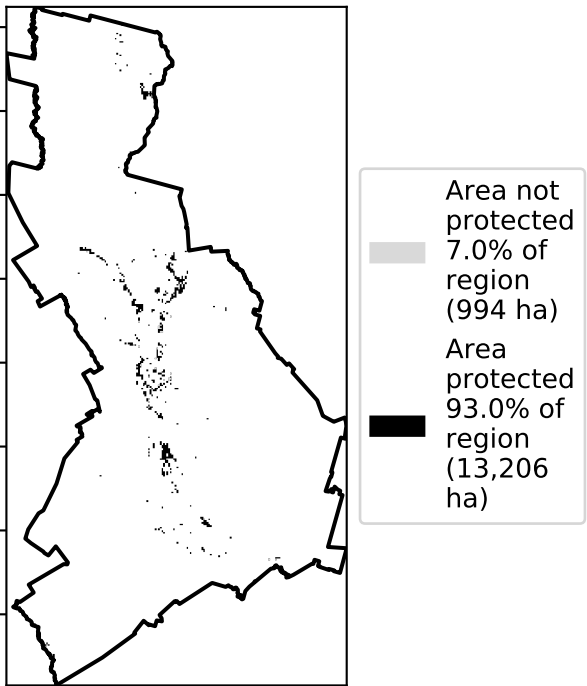 Area not
protected
7.0% of
region
(994 ha)
Area
protected
93.0% of
region
(13,206
ha)